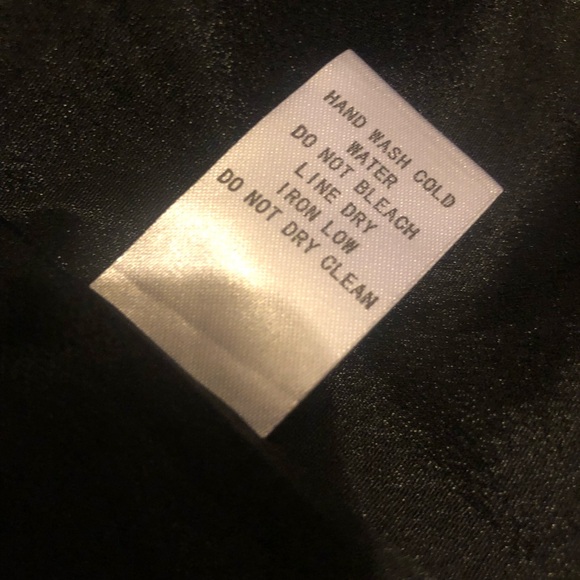 HAND WASH COLD
WATER
DO NOT BLEACH
LINE DRY
IRON LOW
DO NOT DRY CLEAN